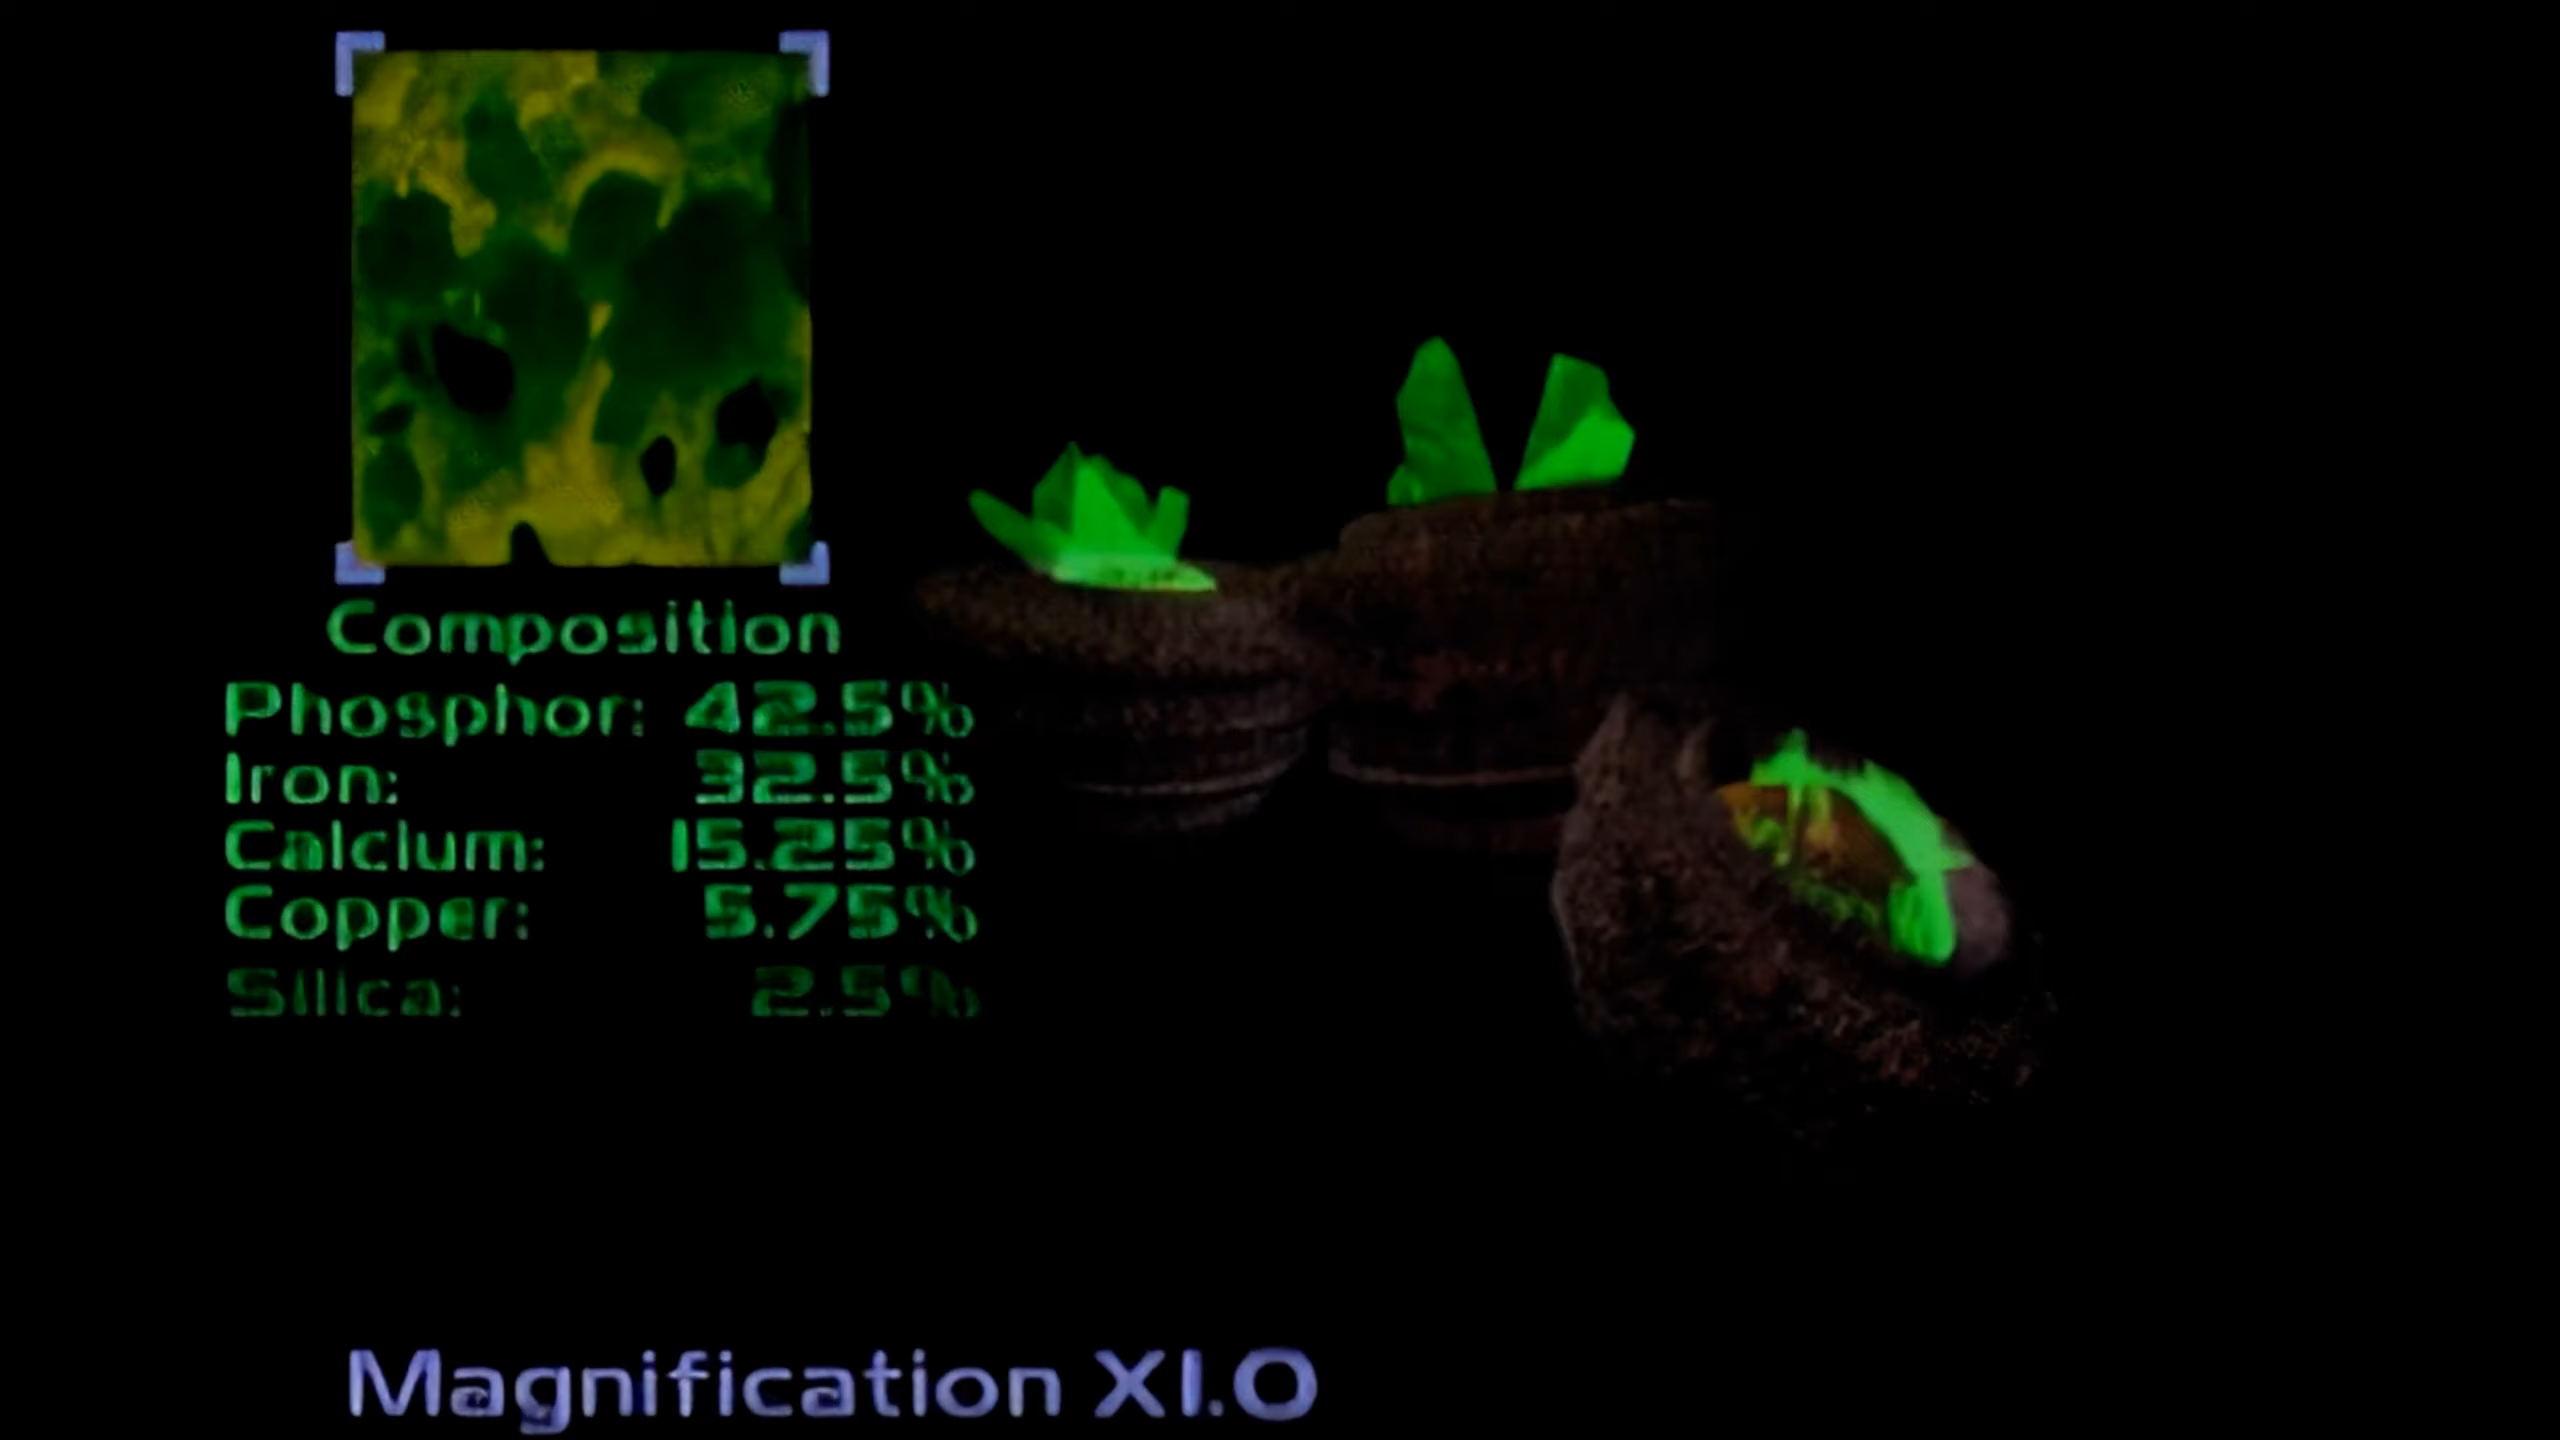 Composition
Phosphor: 42.5%
Iron: 32.5%
Calcium: 15.25%
Copper: 5.75%
Silica: 2.5%
Magnification X1.0